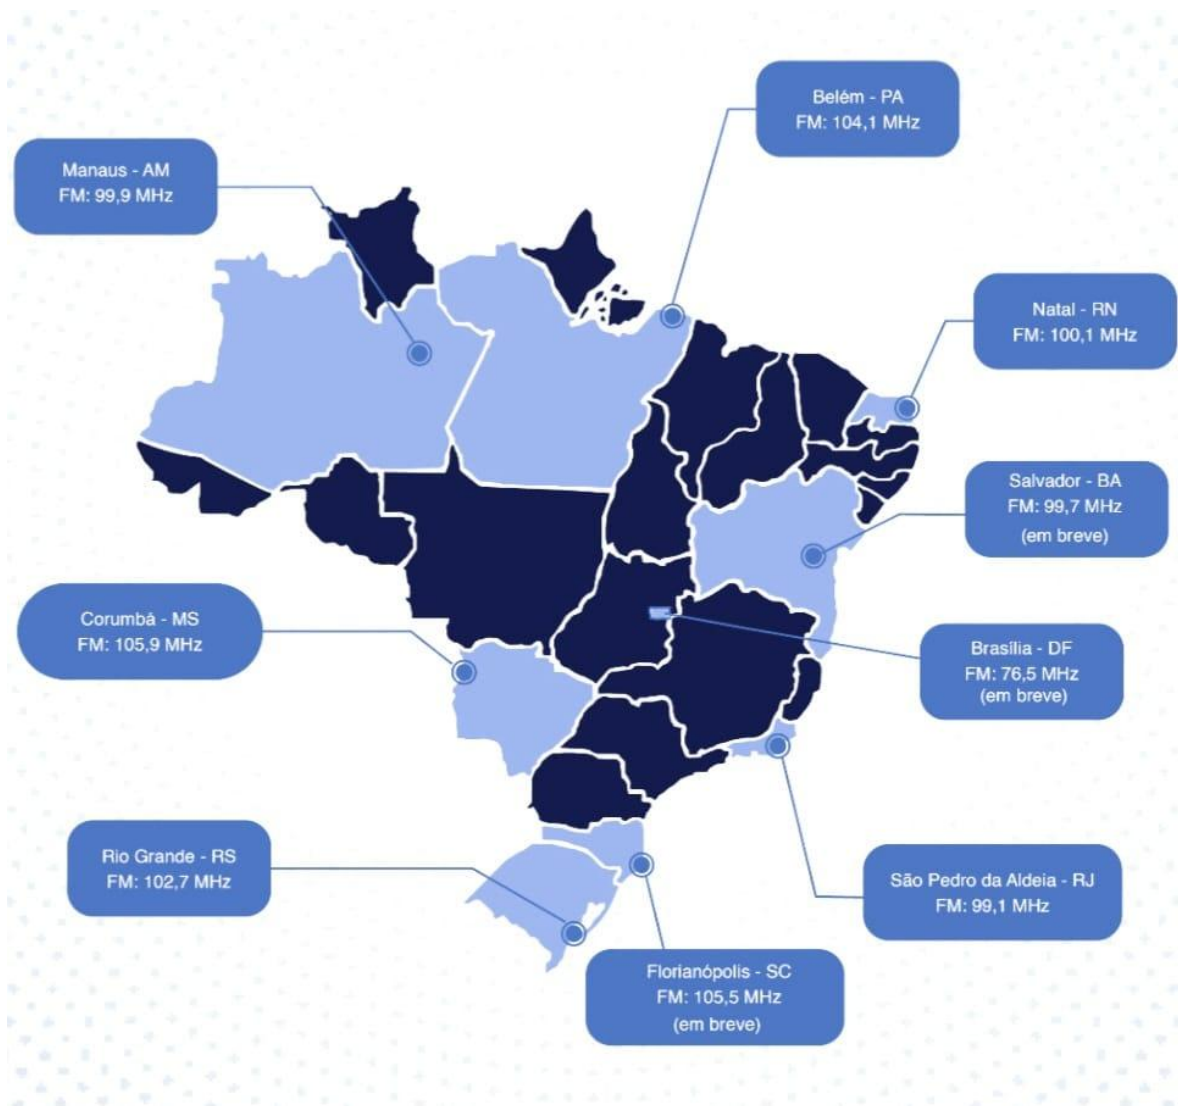 Belém - PA
FM: 104,1 MHz
Manaus - AM
FM: 99,9 MHz
Natal - RN
FM: 100,1 MHz
Salvador - BA
FM: 99,7 MHz
(em breve)
Corumbá - MS
FM: 105,9 MHz
Brasília - DF
FM: 76,5 MHz
(em breve)
Rio Grande - RS
FM: 102,7 MHz
São Pedro da Aldeia - RJ
FM: 99,1 MHz
Florianópolis - SC
FM: 105,5 MHz
(em breve)